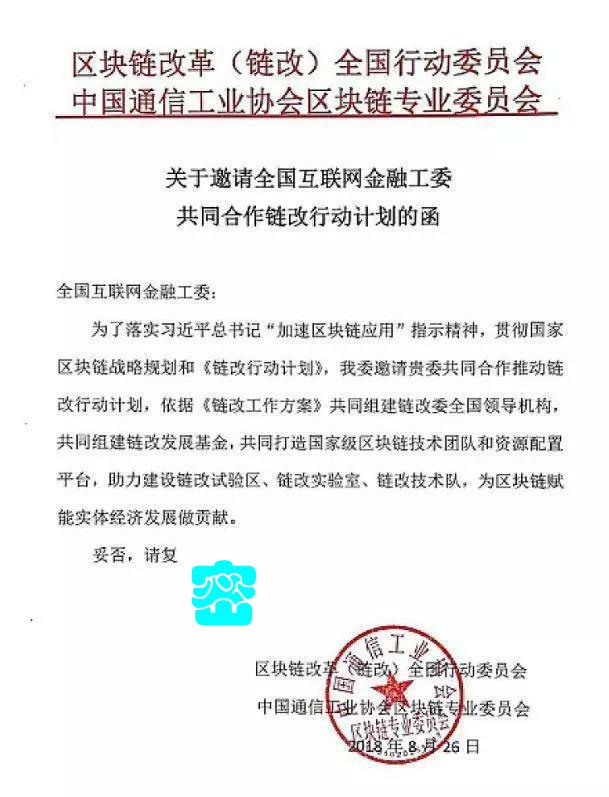 区块链改革（链改）全国行动委员会
中国通信工业协会区块链专业委员会
关于邀请全国互联网金融工委
共同合作链改行动计划的函
全国互联网金融工委：
为了落实习近平总书记“加速区块链应用”指示精神，贯彻国家
区块链战略规划和《链改行动计划》，我委邀请贵委共同合作推动链
改行动计划，依据《链改工作方案》共同组建链改委全国领导机构，
共同组建链改发展基金，共同打造国家级区块链技术团队和资源配置
平台，助力建设链改试验区、链改实验室、链改技术队，为区块链赋
能实体经济发展做贡献。
妥否，请复
区块链改革（链改）全国行动委员会
中国通信工业协会区块链专业委员会
2018年8月26日
中国通信工业协会
区块链专业委员会